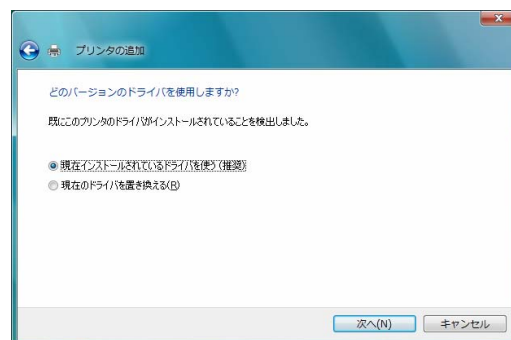 プリンタの追加
どのバージョンのドライバを使用しますか?
既にこのプリンタのドライバがインストールされていることを検出しました。
現在インストールされているドライバを使う(推奨)
現在のドライバを置き換える(R)
次へ(N)
キャンセル